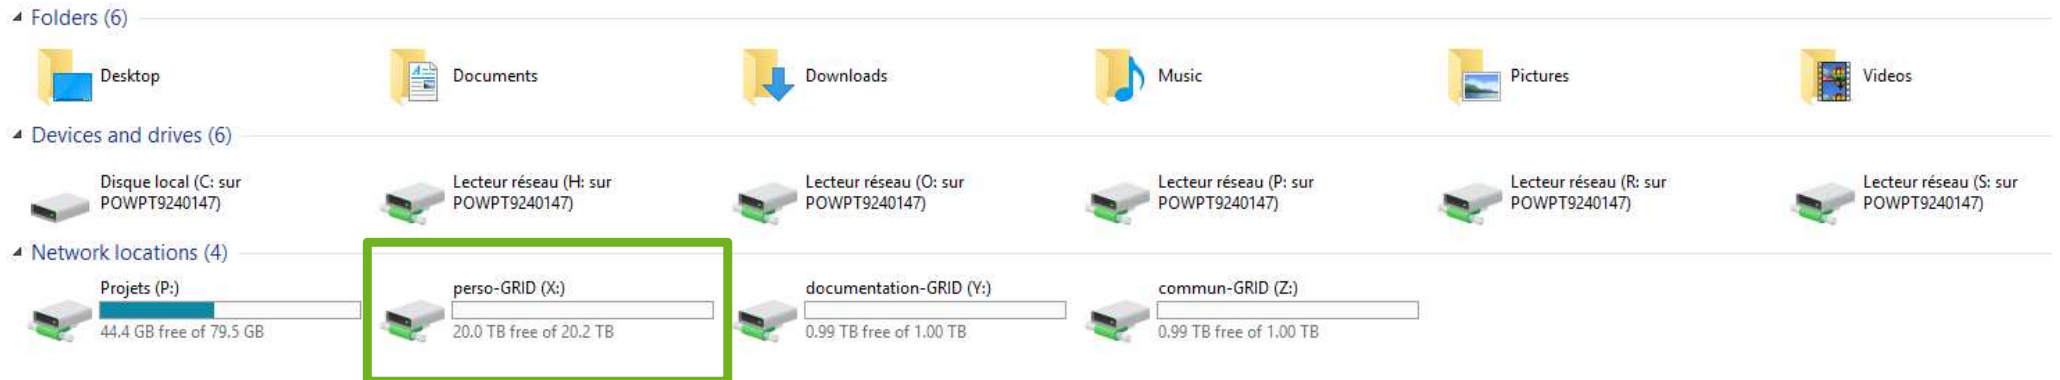 Folders (6)
Desktop
Documents
Downloads
Music
Pictures
Videos
Devices and drives (6)
Disque local (C: sur
POWPT9240147)
Lecteur réseau (H: sur
POWPT9240147)
Lecteur réseau (O: sur
POWPT9240147)
Lecteur réseau (P: sur
POWPT9240147)
Lecteur réseau (R: sur
POWPT9240147)
Lecteur réseau (S: sur
POWPT9240147)
Network locations (4)
Projets (P:)
44.4 GB free of 79.5 GB
perso-GRID (X:)
20.0 TB free of 20.2 TB
documentation-GRID (Y:)
0.99 TB free of 1.00 TB
commun-GRID (Z:)
0.99 TB free of 1.00 TB